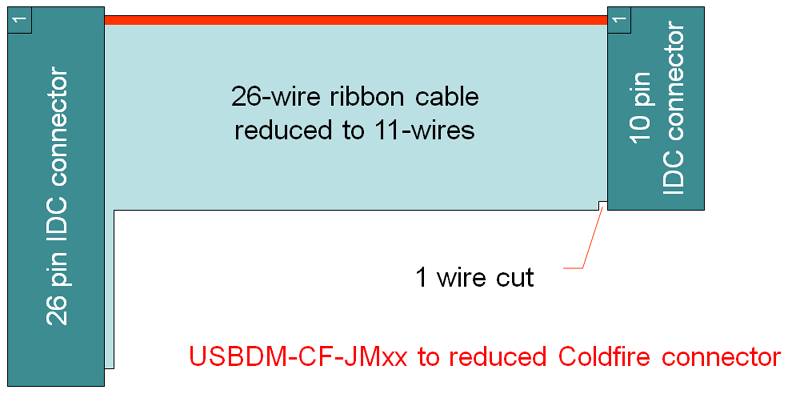 1
1
26-wire ribbon cable
reduced to 11-wires
26 pin IDC connector
10 pin
IDC connector
1 wire cut
USBDM-CF-JMxx to reduced Coldfire connector